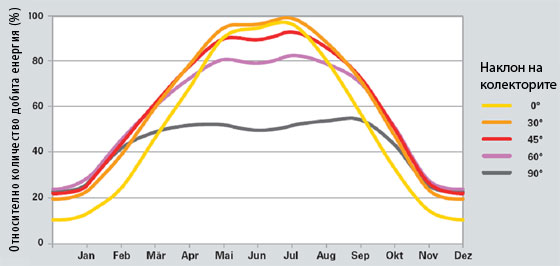 Относително количество добита енергия (%)
100
80
60
40
20
0
Jan Feb Mär Apr Mai Jun Jul Aug Sep Okt Nov Dez
Наклон на
колекторите
0°
30°
45°
60°
90°